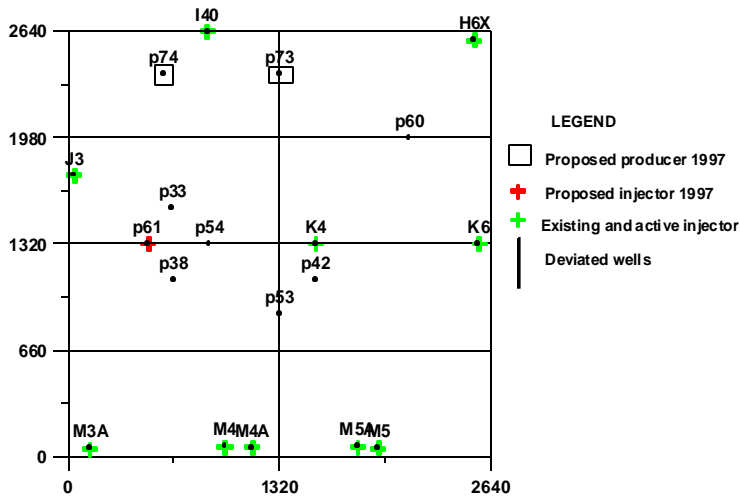 I40
H6X
2640
p74
p73
p60
LEGEND
1980
Proposed producer 1997
J3
p33
Proposed injector 1997
p61
p54
K4
K6
Existing and active injector
1320
p38
p42
Deviated wells
p53
660
M3A
M4
M4A
M5A
M5
0
0
1320
2640